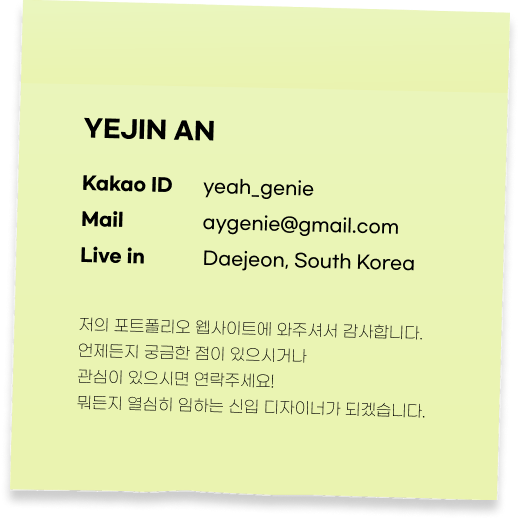 YEJIN AN
Kakao ID yeah_genie
Mail aygenie@gmail.com
Live in Daejeon, South Korea
저의 포트폴리오 웹사이트에 와주셔서 감사합니다.
언제든지 궁금한 점이 있으시거나
관심이 있으시면 연락주세요!
뭐든지 열심히 임하는 신입 디자이너가 되겠습니다.